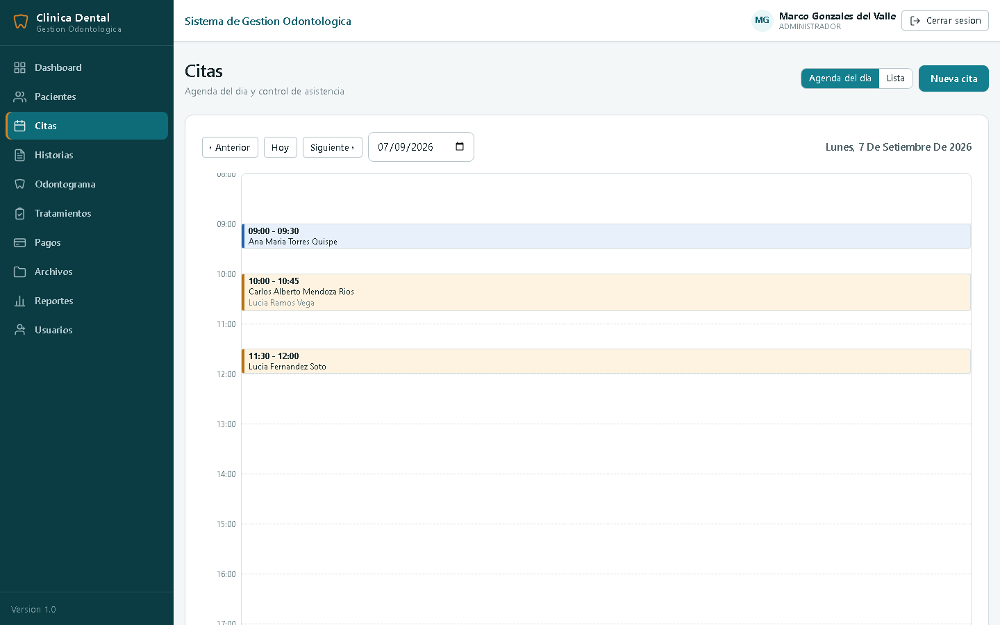 Clinica Dental
Gestion Odontologica
Dashboard
Pacientes
Citas
Historias
Odontograma
Tratamientos
Pagos
Archivos
Reportes
Usuarios
Version 1.0
Sistema de Gestion Odontologica
MG
Marco Gonzales del Valle
ADMINISTRADOR
Cerrar sesion
Citas
Agenda del dia y control de asistencia
Agenda del dia
Lista
Nueva cita
‹ Anterior
Hoy
Siguiente ›
07/09/2026
Lunes, 7 De Setiembre De 2026
08:00
09:00
09:00 - 09:30
Ana Maria Torres Quispe
10:00
10:00 - 10:45
Carlos Alberto Mendoza Rios
Lucia Ramos Vega
11:00
11:30 - 12:00
Lucia Fernandez Soto
12:00
13:00
14:00
15:00
16:00
17:00